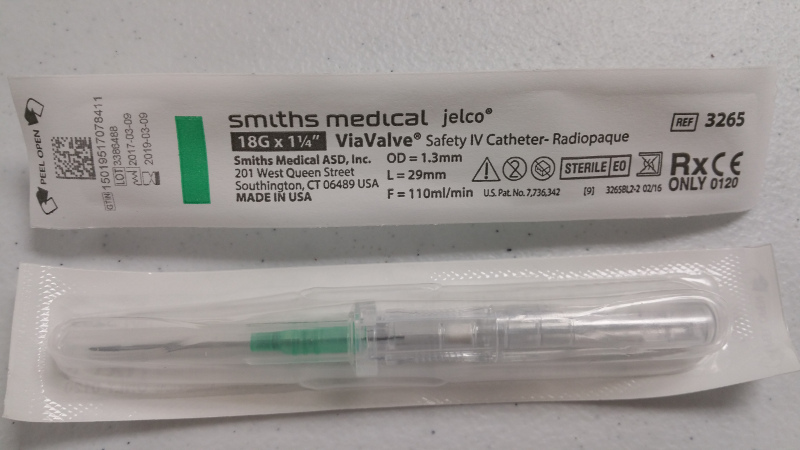 PEEL OPEN
GTIN 15019517078411
LOT 3386488
2017-03-09
2019-03-09
smiths medical jelco®
REF 3265
18G x 1¼" ViaValve® Safety IV Catheter- Radiopaque
Smiths Medical ASD, Inc.
201 West Queen Street
Southington, CT 06489 USA
MADE IN USA
OD = 1.3mm
L = 29mm
F = 110ml/min
STERILE EO
U.S. Pat. No. 7,736,342
[9] 3265BL2-2 02/16
Rx CE
ONLY 0120